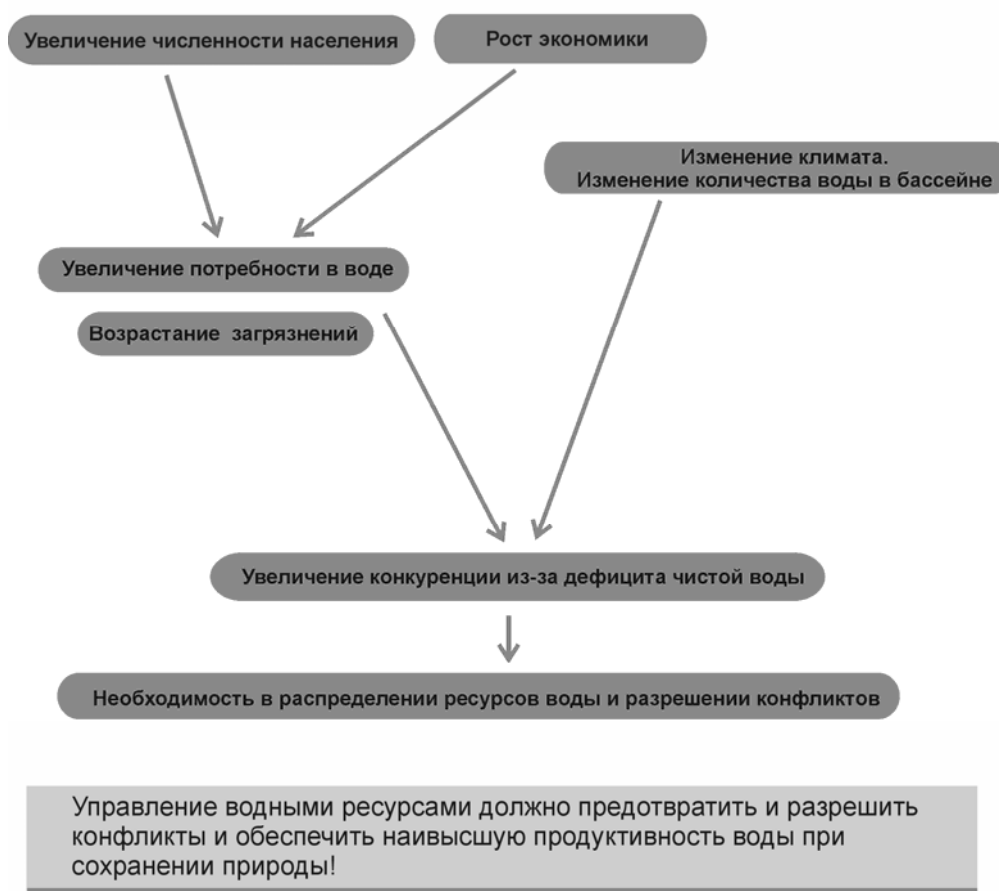 Увеличение численности населения
Рост экономики
Изменение климата.
Изменение количества воды в бассейне
Увеличение потребности в воде
Возрастание загрязнений
Увеличение конкуренции из-за дефицита чистой воды
Необходимость в распределении ресурсов воды и разрешении конфликтов
Управление водными ресурсами должно предотвратить и разрешить
конфликты и обеспечить наивысшую продуктивность воды при
сохранении природы!